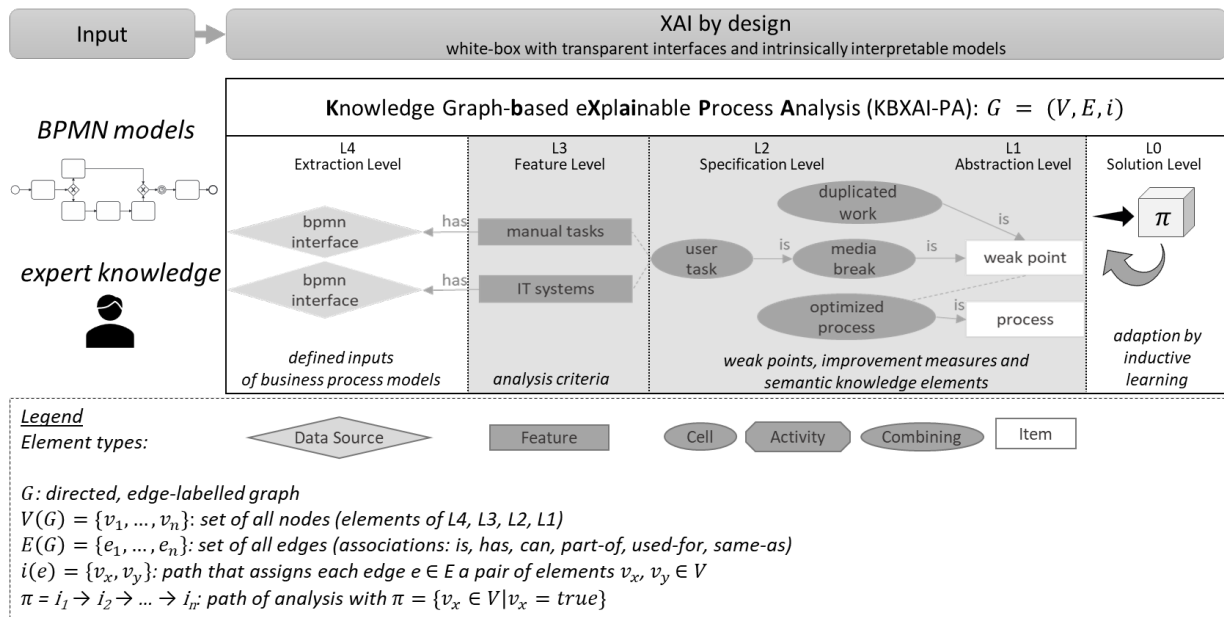 Input
XAI by design
white-box with transparent interfaces and intrinsically interpretable models
Knowledge Graph-based eXplainable Process Analysis (KBXAI-PA): G = (V, E, i)
BPMN models
expert knowledge
L4
Extraction Level
L3
Feature Level
L2
Specification Level
L1
Abstraction Level
L0
Solution Level
bpmn
interface
has
manual tasks
bpmn
interface
has
IT systems
user
task
is
duplicated
work
is
media
break
is
weak point
optimized
process
is
process
π
defined inputs
of business process models
analysis criteria
weak points, improvement measures and
semantic knowledge elements
adaption by
inductive
learning
Legend
Element types:
Data Source
Feature
Cell
Activity
Combining
Item
G: directed, edge-labelled graph
V(G) = {v₁, ..., vₙ}: set of all nodes (elements of L4, L3, L2, L1)
E(G) = {e₁, ..., eₙ}: set of all edges (associations: is, has, can, part-of, used-for, same-as)
i(e) = {vₓ, v_y}: path that assigns each edge e ∈ E a pair of elements vₓ, v_y ∈ V
π = i₁ → i₂ → ... → iₙ: path of analysis with π = {vₓ ∈ V|vₓ = true}